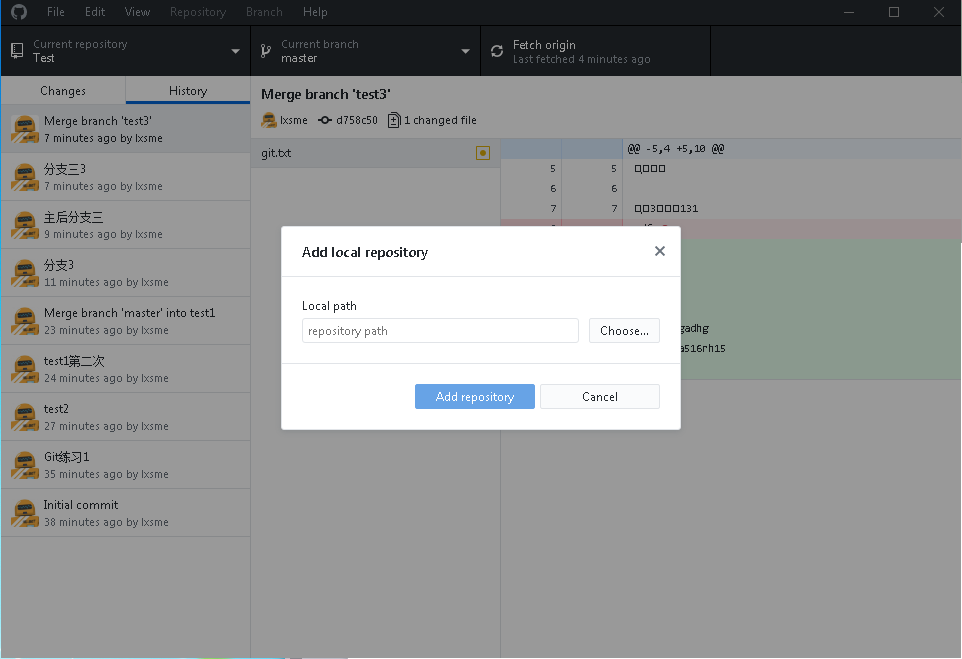 File Edit View Repository Branch Help
Current repository
Test
Current branch
master
Fetch origin
Last fetched 4 minutes ago
Changes
History
Merge branch 'test3'
7 minutes ago by lxsme
分支三3
7 minutes ago by lxsme
主后分支三
9 minutes ago by lxsme
分支3
11 minutes ago by lxsme
Merge branch 'master' into test1
23 minutes ago by lxsme
test1第二次
24 minutes ago by lxsme
test2
27 minutes ago by lxsme
Git练习1
35 minutes ago by lxsme
Initial commit
38 minutes ago by lxsme
Merge branch 'test3'
lxsme d758c50 1 changed file
git.txt
@@ -5,4 +5,10 @@
5 5
6 6
7 7 3 131
gadhg
a516rh15
Add local repository
Local path
repository path
Choose...
Add repository
Cancel